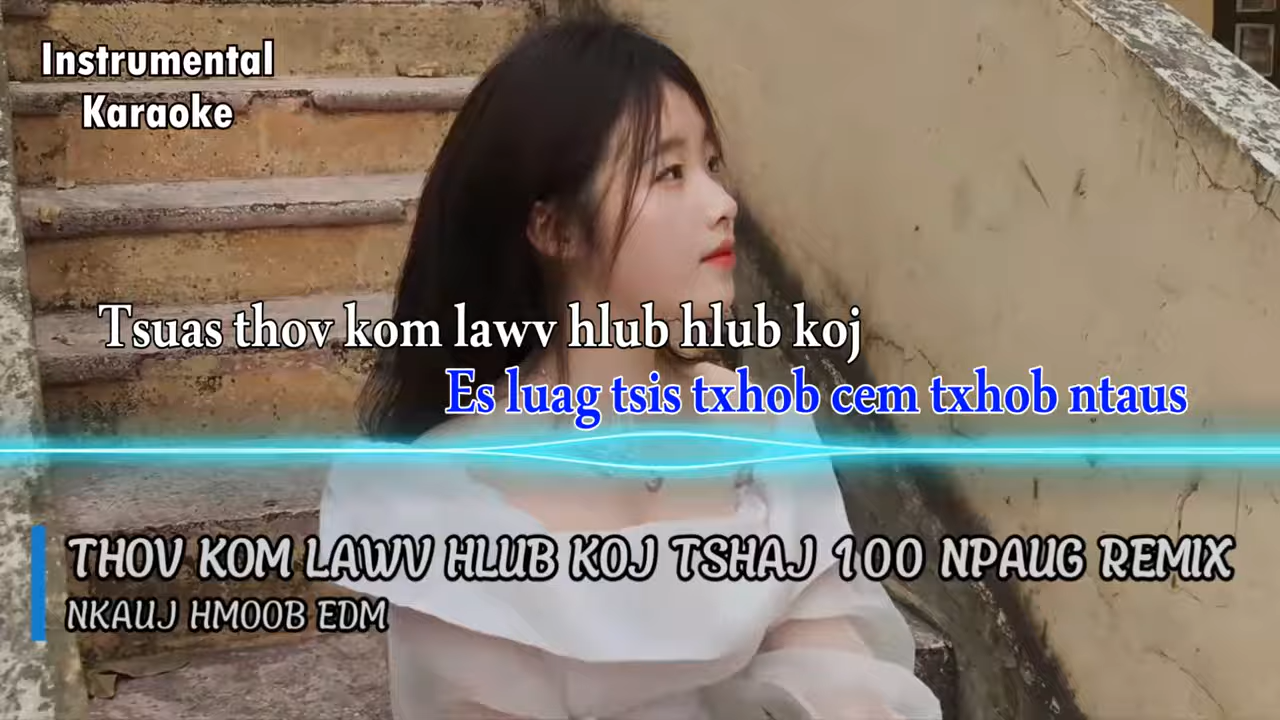 Instrumental
Karaoke
Tsuas thov kom lawv hlub hlub koj
Es luag tsis txhob cem txhob ntaus
THOV KOM LAWV HLUB KOJ TSHAJ 100 NPAUG REMIX
NKAUJ HMOOB EDM